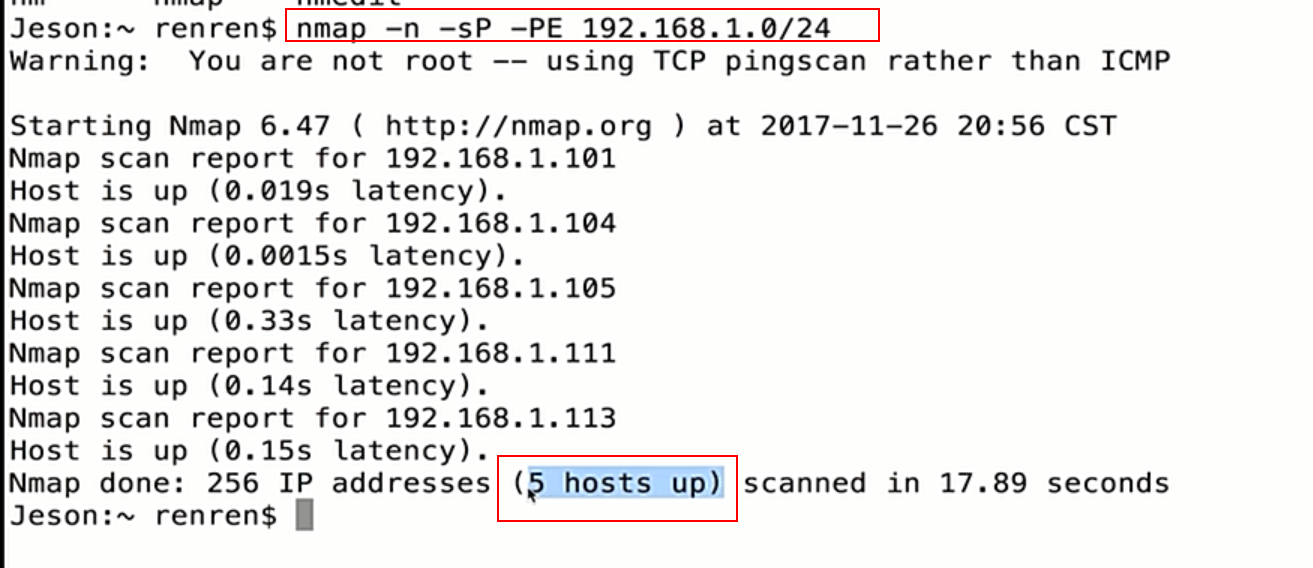 nm nmap nmedit
Jeson:~ renren$ nmap -n -sP -PE 192.168.1.0/24
Warning:  You are not root -- using TCP pingscan rather than ICMP
Starting Nmap 6.47 ( http://nmap.org ) at 2017-11-26 20:56 CST
Nmap scan report for 192.168.1.101
Host is up (0.019s latency).
Nmap scan report for 192.168.1.104
Host is up (0.0015s latency).
Nmap scan report for 192.168.1.105
Host is up (0.33s latency).
Nmap scan report for 192.168.1.111
Host is up (0.14s latency).
Nmap scan report for 192.168.1.113
Host is up (0.15s latency).
Nmap done: 256 IP addresses (5 hosts up) scanned in 17.89 seconds
Jeson:~ renren$